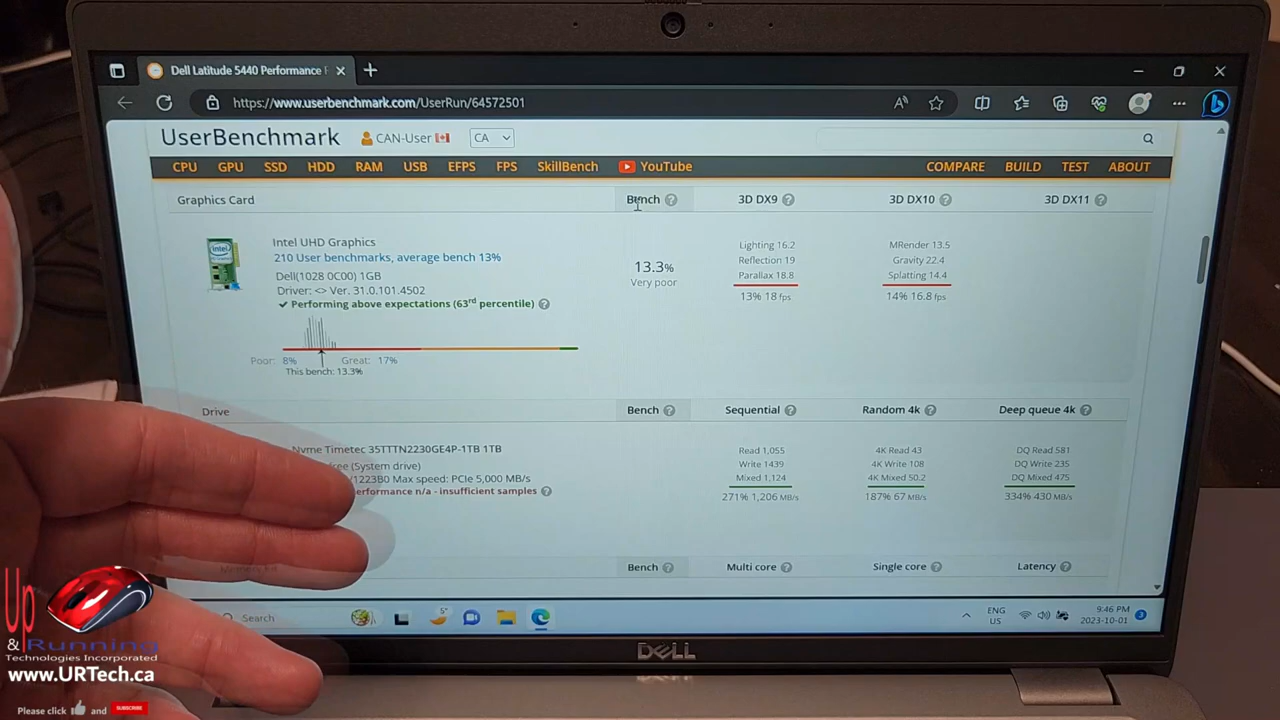 Dell Latitude 5440 Performance
https://www.userbenchmark.com/UserRun/64572501
UserBenchmark CAN-User CA
CPU GPU SSD HDD RAM USB EFPS FPS SkillBench YouTube COMPARE BUILD TEST ABOUT
Graphics Card Bench 3D DX9 3D DX10 3D DX11
Intel UHD Graphics
210 User benchmarks, average bench 13%
Dell(1028 0C00) 1GB
Driver: <> Ver. 31.0.101.4502
Performing above expectations (63rd percentile)
Poor: 8% Great: 17%
This bench: 13.3%
13.3%
Very poor
Lighting 16.2
Reflection 19
Parallax 18.8
13% 18 fps
MRender 13.5
Gravity 22.4
Splatting 14.4
14% 16.8 fps
Drive Bench Sequential Random 4k Deep queue 4k
Nvme Timetec 35TTTN2230GE4P-1TB 1TB
(System drive)
Max speed: PCIe 5,000 MB/s
n/a - insufficient samples
Read 1,055
Write 1439
Mixed 1,124
271% 1,206 MB/s
4K Read 43
4K Write 108
4K Mixed 50.2
187% 67 MB/s
DQ Read 581
DQ Write 235
DQ Mixed 475
334% 430 MB/s
Bench Multi core Single core Latency
Search
5°
ENG
US
9:46 PM
2023-10-01
3
DELL
Up
& Running
Technologies Incorporated
www.URTech.ca
Please click and SUBSCRIBE